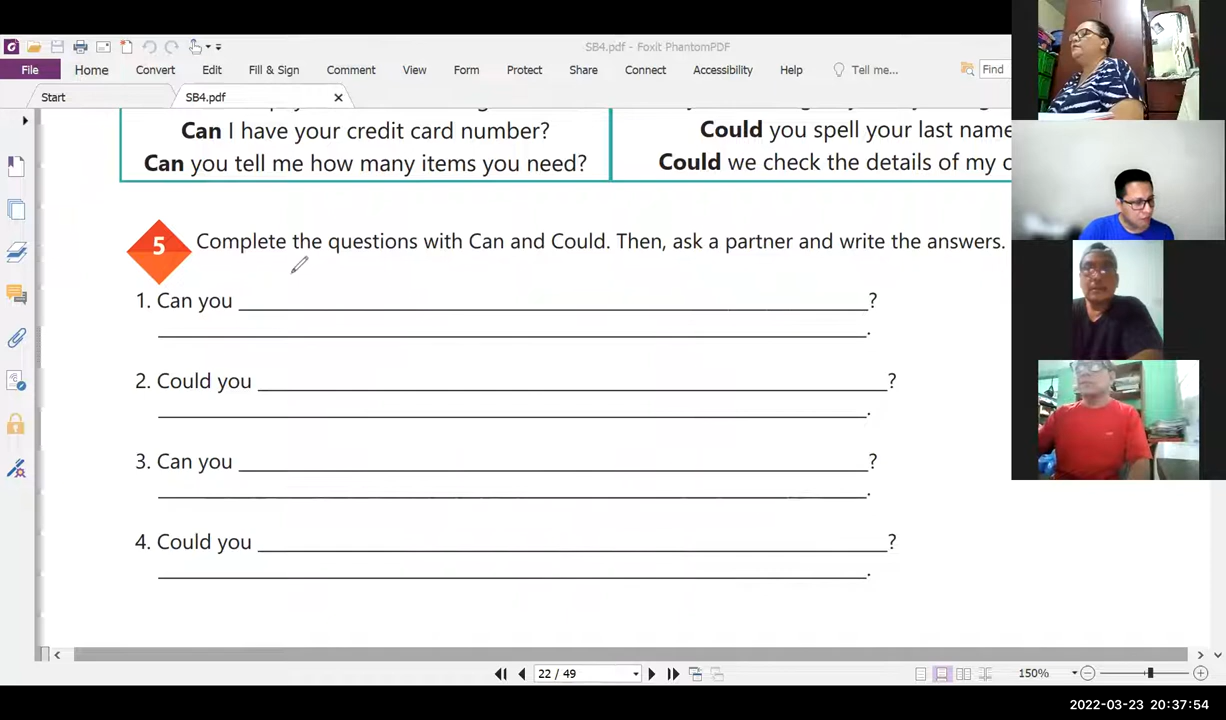 SB4.pdf - Foxit PhantomPDF
File Home Convert Edit Fill & Sign Comment View Form Protect Share Connect Accessibility Help Tell me... Find
Start SB4.pdf
Can I have your credit card number?
Can you tell me how many items you need?
Could you spell your last name
Could we check the details of my
5 Complete the questions with Can and Could. Then, ask a partner and write the answers.
1. Can you ?
.
2. Could you ?
.
3. Can you ?
.
4. Could you ?
.
22 / 49 150%
2022-03-23 20:37:54